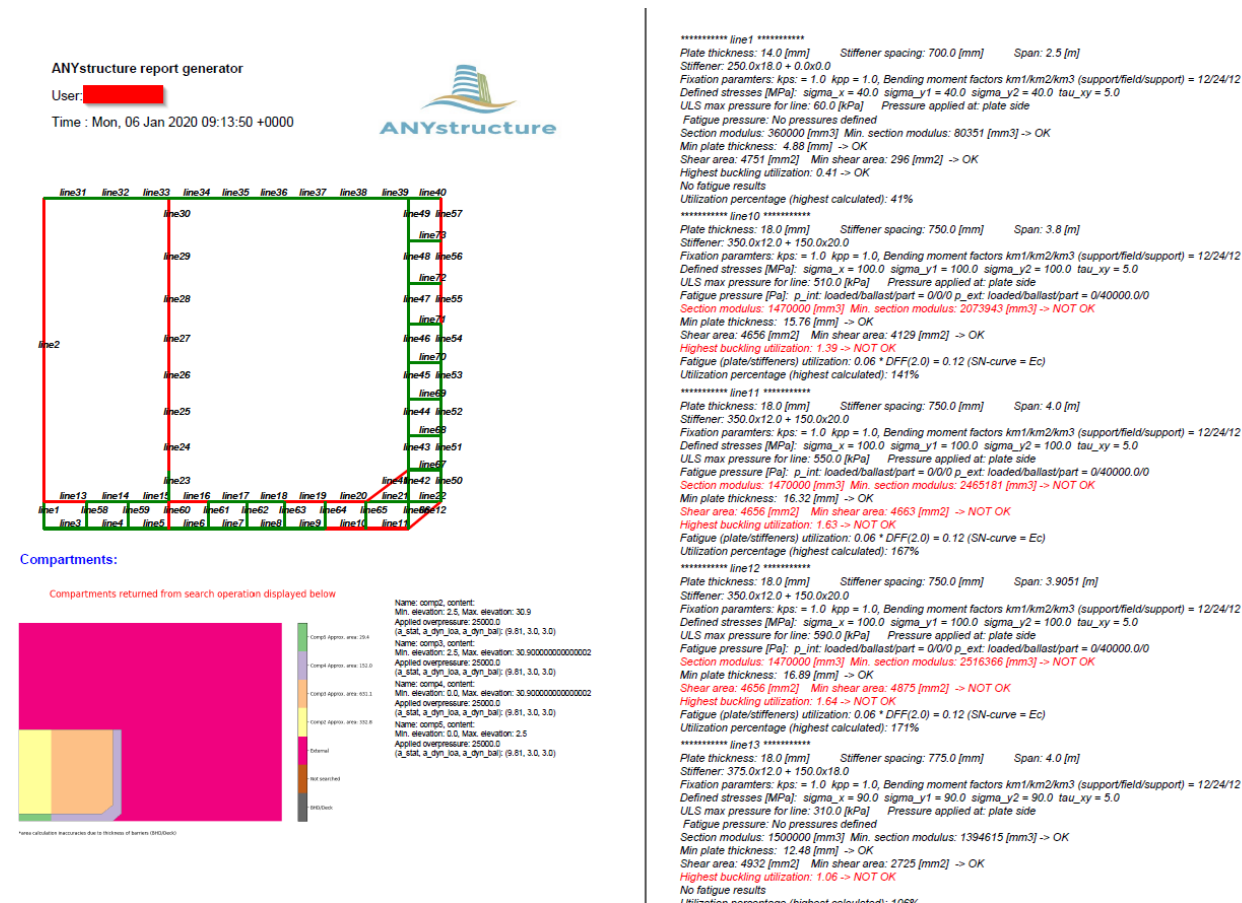 ANYstructure report generator
User:
Time : Mon, 06 Jan 2020 09:13:50 +0000
ANYstructure
line31 line32 line33 line34 line35 line36 line37 line38 line39 line40
line30
line49 line57
line73
line29
line48 line56
line72
line28
line47 line55
line71
line2
line27
line46 line54
line70
line26
line45 line53
line69
line25
line44 line52
line68
line24
line43 line51
line67
line23
line42 line50
line13 line14 line15 line16 line17 line18 line19 line20 line21 line22
line1 line58 line59 line60 line61 line62 line63 line64 line65
line3 line4 line5 line6 line7 line8 line9 line10 line11
Compartments:
Compartments returned from search operation displayed below
Comp5 Approx. area: 29.4
Comp4 Approx. area: 152.0
Comp3 Approx. area: 631.1
Comp2 Approx. area: 332.8
External
Not searched
BHD/Deck
*area calculation inaccuracies due to thickness of barriers (BHD/Deck)
Name: comp2, content:
Min. elevation: 2.5, Max. elevation: 30.9
Applied overpressure: 25000.0
(a_stat, a_dyn_loa, a_dyn_bal): (9.81, 3.0, 3.0)
Name: comp3, content:
Min. elevation: 2.5, Max. elevation: 30.900000000000002
Applied overpressure: 25000.0
(a_stat, a_dyn_loa, a_dyn_bal): (9.81, 3.0, 3.0)
Name: comp4, content:
Min. elevation: 0.0, Max. elevation: 30.900000000000002
Applied overpressure: 25000.0
(a_stat, a_dyn_loa, a_dyn_bal): (9.81, 3.0, 3.0)
Name: comp5, content:
Min. elevation: 0.0, Max. elevation: 2.5
Applied overpressure: 25000.0
(a_stat, a_dyn_loa, a_dyn_bal): (9.81, 3.0, 3.0)
*********** line1 ***********
Plate thickness: 14.0 [mm] Stiffener spacing: 700.0 [mm] Span: 2.5 [m]
Stiffener: 250.0x18.0 + 0.0x0.0
Fixation paramters: kps: = 1.0 kpp = 1.0, Bending moment factors km1/km2/km3 (support/field/support) = 12/24/12
Defined stresses [MPa]: sigma_x = 40.0 sigma_y1 = 40.0 sigma_y2 = 40.0 tau_xy = 5.0
ULS max pressure for line: 60.0 [kPa] Pressure applied at: plate side
Fatigue pressure: No pressures defined
Section modulus: 360000 [mm3] Min. section modulus: 80351 [mm3] -> OK
Min plate thickness: 4.88 [mm] -> OK
Shear area: 4751 [mm2] Min shear area: 296 [mm2] -> OK
Highest buckling utilization: 0.41 -> OK
No fatigue results
Utilization percentage (highest calculated): 41%
*********** line10 ***********
Plate thickness: 18.0 [mm] Stiffener spacing: 750.0 [mm] Span: 3.8 [m]
Stiffener: 350.0x12.0 + 150.0x20.0
Fixation paramters: kps: = 1.0 kpp = 1.0, Bending moment factors km1/km2/km3 (support/field/support) = 12/24/12
Defined stresses [MPa]: sigma_x = 100.0 sigma_y1 = 100.0 sigma_y2 = 100.0 tau_xy = 5.0
ULS max pressure for line: 510.0 [kPa] Pressure applied at: plate side
Fatigue pressure [Pa]: p_int: loaded/ballast/part = 0/0/0 p_ext: loaded/ballast/part = 0/40000.0/0
Section modulus: 1470000 [mm3] Min. section modulus: 2073943 [mm3] -> NOT OK
Min plate thickness: 15.76 [mm] -> OK
Shear area: 4656 [mm2] Min shear area: 4129 [mm2] -> OK
Highest buckling utilization: 1.39 -> NOT OK
Fatigue (plate/stiffeners) utilization: 0.06 * DFF(2.0) = 0.12 (SN-curve = Ec)
Utilization percentage (highest calculated): 141%
*********** line11 ***********
Plate thickness: 18.0 [mm] Stiffener spacing: 750.0 [mm] Span: 4.0 [m]
Stiffener: 350.0x12.0 + 150.0x20.0
Fixation paramters: kps: = 1.0 kpp = 1.0, Bending moment factors km1/km2/km3 (support/field/support) = 12/24/12
Defined stresses [MPa]: sigma_x = 100.0 sigma_y1 = 100.0 sigma_y2 = 100.0 tau_xy = 5.0
ULS max pressure for line: 550.0 [kPa] Pressure applied at: plate side
Fatigue pressure [Pa]: p_int: loaded/ballast/part = 0/0/0 p_ext: loaded/ballast/part = 0/40000.0/0
Section modulus: 1470000 [mm3] Min. section modulus: 2465181 [mm3] -> NOT OK
Min plate thickness: 16.32 [mm] -> OK
Shear area: 4656 [mm2] Min shear area: 4663 [mm2] -> NOT OK
Highest buckling utilization: 1.63 -> NOT OK
Fatigue (plate/stiffeners) utilization: 0.06 * DFF(2.0) = 0.12 (SN-curve = Ec)
Utilization percentage (highest calculated): 167%
*********** line12 ***********
Plate thickness: 18.0 [mm] Stiffener spacing: 750.0 [mm] Span: 3.9051 [m]
Stiffener: 350.0x12.0 + 150.0x20.0
Fixation paramters: kps: = 1.0 kpp = 1.0, Bending moment factors km1/km2/km3 (support/field/support) = 12/24/12
Defined stresses [MPa]: sigma_x = 100.0 sigma_y1 = 100.0 sigma_y2 = 100.0 tau_xy = 5.0
ULS max pressure for line: 590.0 [kPa] Pressure applied at: plate side
Fatigue pressure [Pa]: p_int: loaded/ballast/part = 0/0/0 p_ext: loaded/ballast/part = 0/40000.0/0
Section modulus: 1470000 [mm3] Min. section modulus: 2516366 [mm3] -> NOT OK
Min plate thickness: 16.89 [mm] -> OK
Shear area: 4656 [mm2] Min shear area: 4875 [mm2] -> NOT OK
Highest buckling utilization: 1.64 -> NOT OK
Fatigue (plate/stiffeners) utilization: 0.06 * DFF(2.0) = 0.12 (SN-curve = Ec)
Utilization percentage (highest calculated): 171%
*********** line13 ***********
Plate thickness: 18.0 [mm] Stiffener spacing: 775.0 [mm] Span: 4.0 [m]
Stiffener: 375.0x12.0 + 150.0x18.0
Fixation paramters: kps: = 1.0 kpp = 1.0, Bending moment factors km1/km2/km3 (support/field/support) = 12/24/12
Defined stresses [MPa]: sigma_x = 90.0 sigma_y1 = 90.0 sigma_y2 = 90.0 tau_xy = 5.0
ULS max pressure for line: 310.0 [kPa] Pressure applied at: plate side
Fatigue pressure: No pressures defined
Section modulus: 1500000 [mm3] Min. section modulus: 1394615 [mm3] -> OK
Min plate thickness: 12.48 [mm] -> OK
Shear area: 4932 [mm2] Min shear area: 2725 [mm2] -> OK
Highest buckling utilization: 1.06 -> NOT OK
No fatigue results
Utilization percentage (highest calculated): 106%